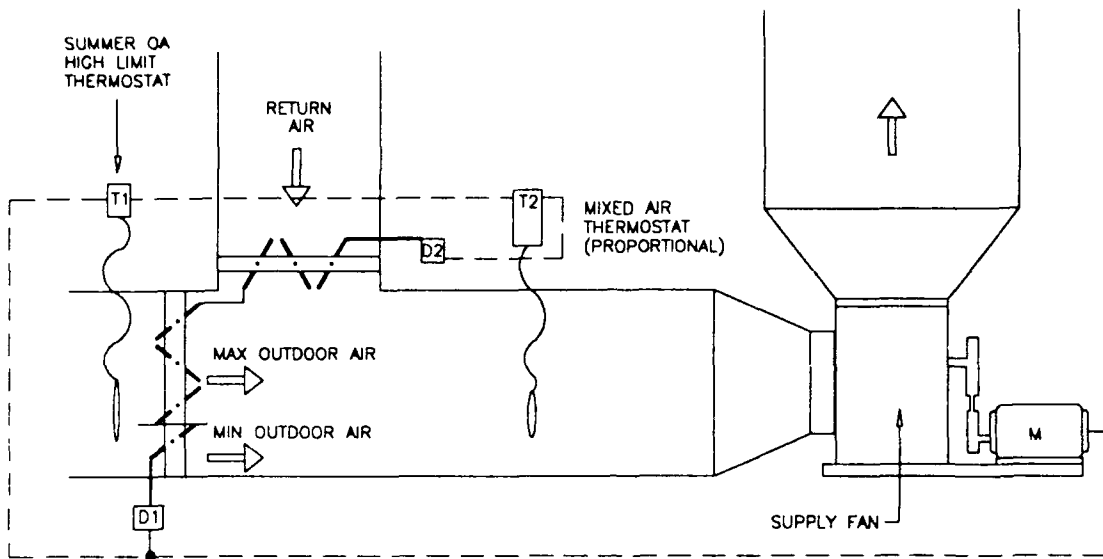 SUMMER OA
HIGH LIMIT
THERMOSTAT
RETURN
AIR
T1
T2
MIXED AIR
THERMOSTAT
(PROPORTIONAL)
D2
MAX OUTDOOR AIR
MIN OUTDOOR AIR
M
D1
SUPPLY FAN